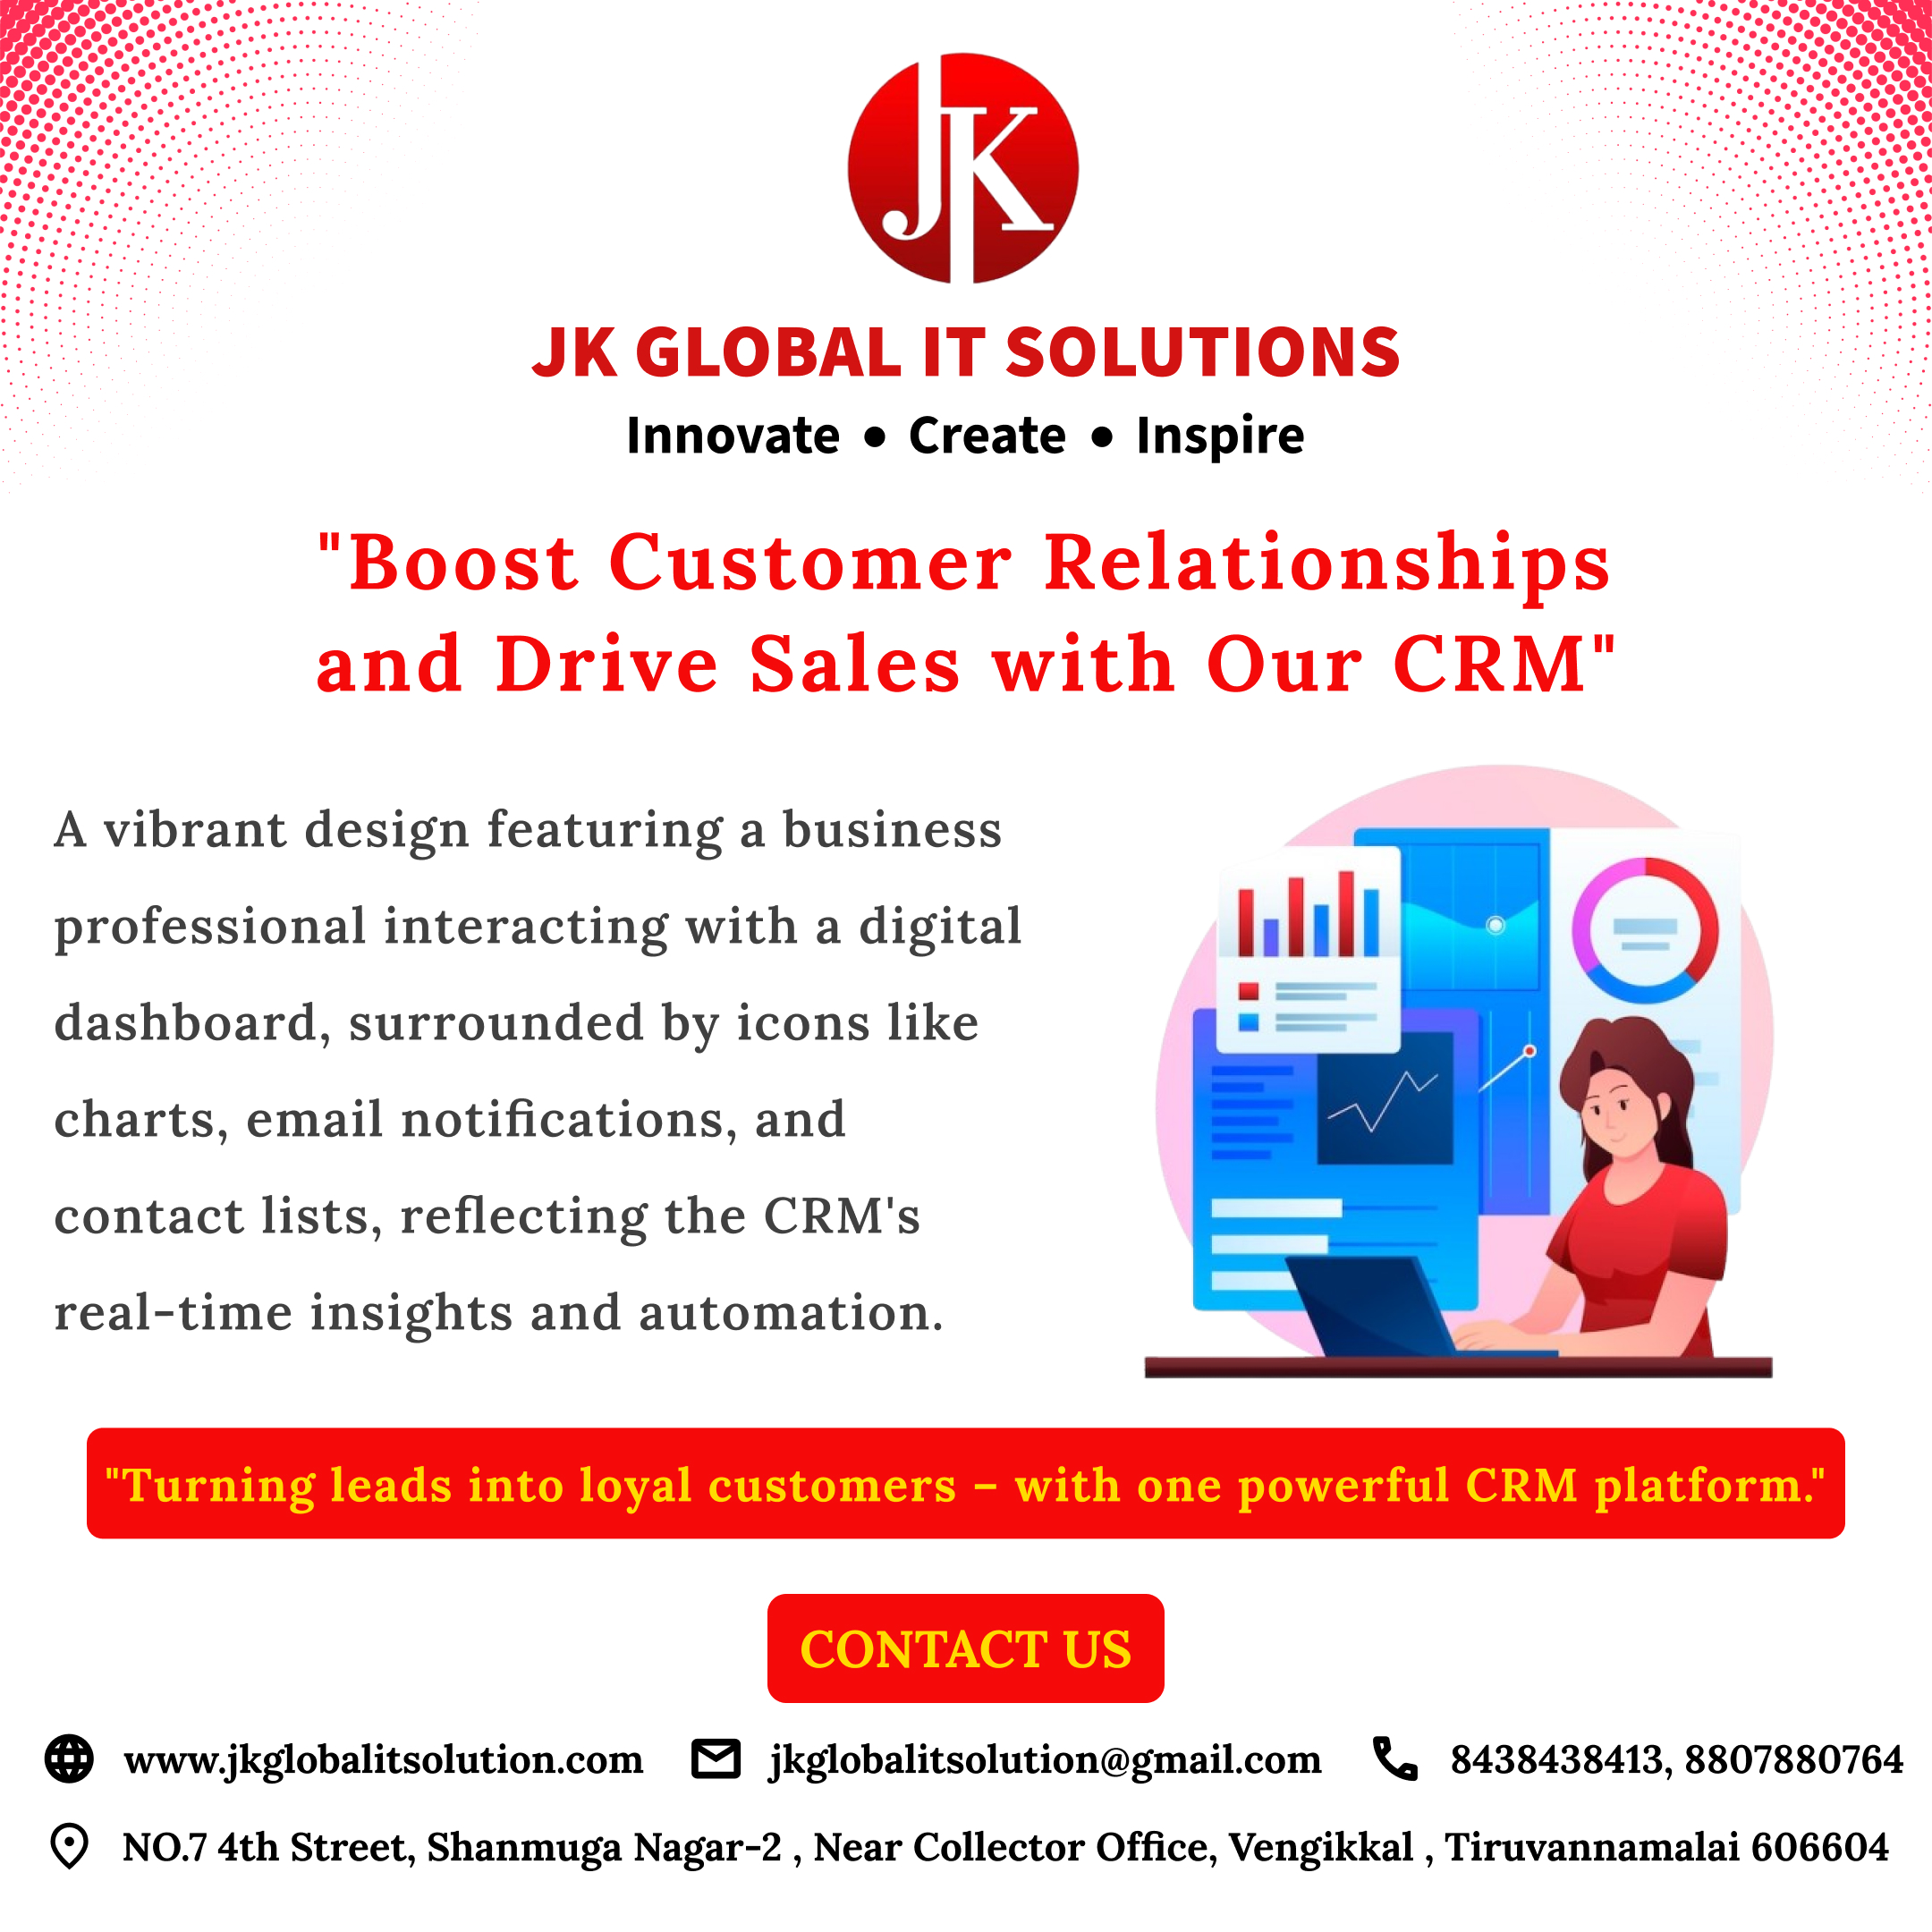 JK
JK GLOBAL IT SOLUTIONS
Innovate • Create • Inspire
"Boost Customer Relationships
and Drive Sales with Our CRM"
A vibrant design featuring a business
professional interacting with a digital
dashboard, surrounded by icons like
charts, email notifications, and
contact lists, reflecting the CRM's
real-time insights and automation.
"Turning leads into loyal customers – with one powerful CRM platform."
CONTACT US
www.jkglobalitsolution.com jkglobalitsolution@gmail.com 8438438413, 8807880764
NO.7 4th Street, Shanmuga Nagar-2 , Near Collector Office, Vengikkal , Tiruvannamalai 606604